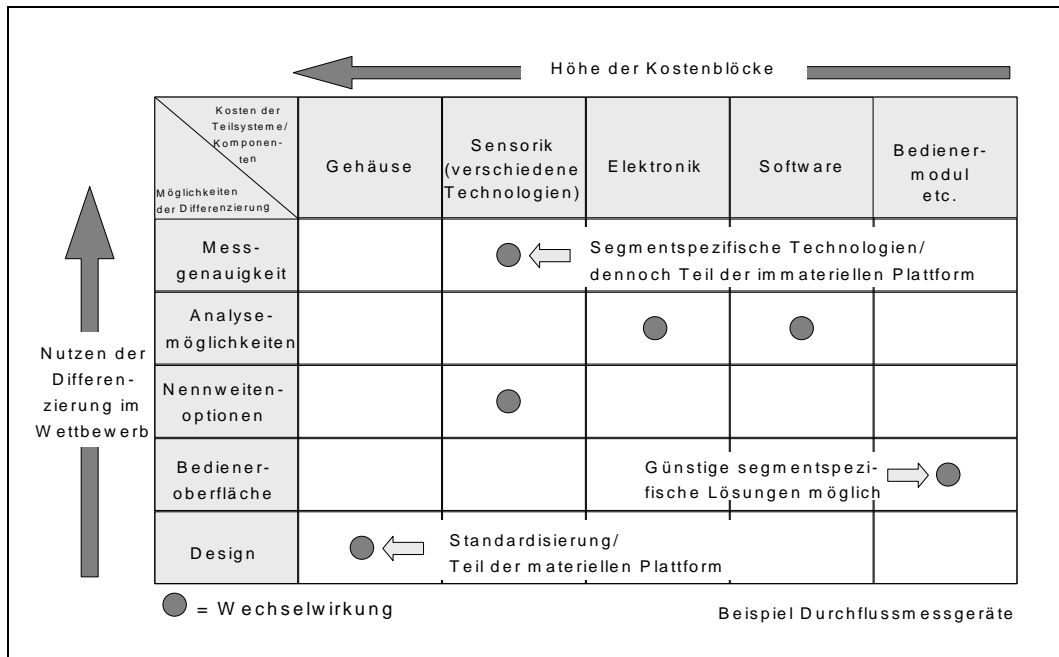 Höhe der Kostenblöcke
Kosten der
Teilsysteme/
Komponen-
ten
Möglichkeiten
der Differenzierung
Gehäuse
Sensorik
(verschiedene
Technologien)
Elektronik
Software
Bediener-
modul
etc.
Nutzen der
Differen-
zierung im
Wettbewerb
Mess-
genauigkeit
Segmentspezifische Technologien/
dennoch Teil der immateriellen Plattform
Analyse-
möglichkeiten
Nennweiten-
optionen
Bediener-
oberfläche
Günstige segmentspezi-
fische Lösungen möglich
Design
Standardisierung/
Teil der materiellen Plattform
= Wechselwirkung
Beispiel Durchflussmessgeräte